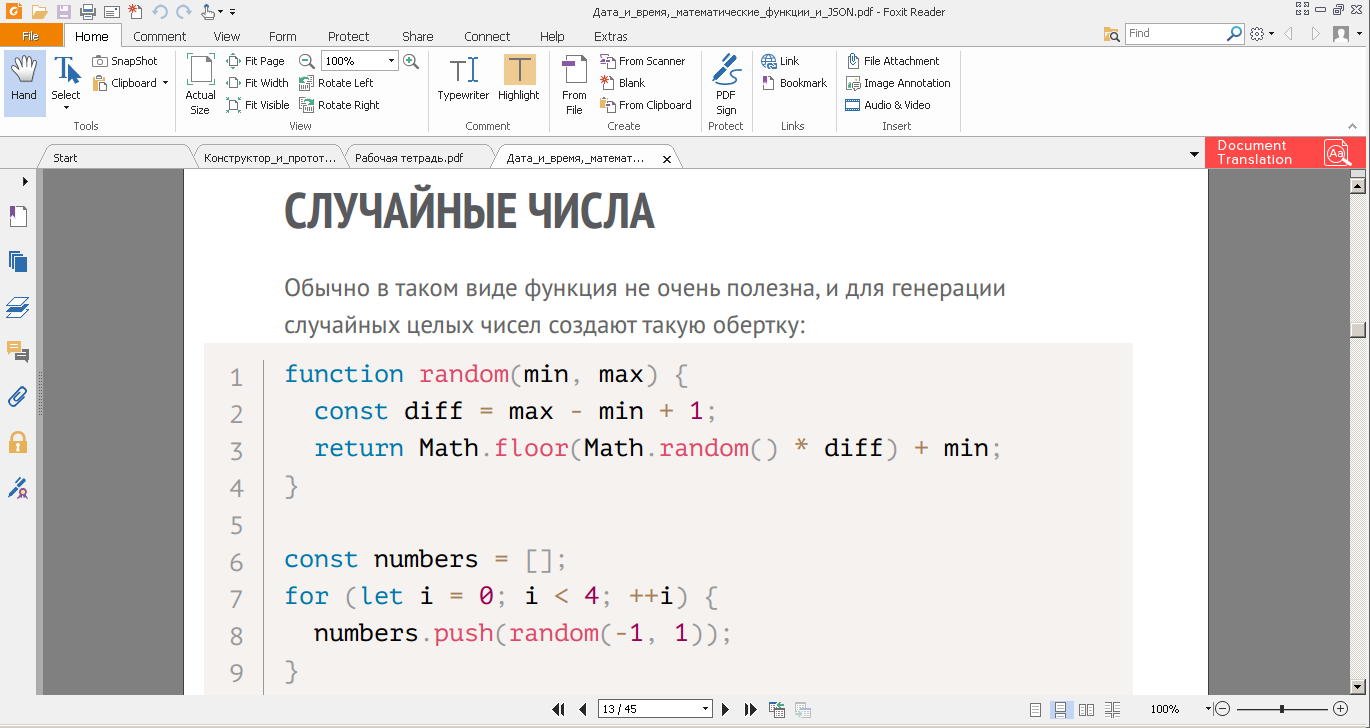 Дата_и_время,_математические_функции_и_JSON.pdf - Foxit Reader
File Home Comment View Form Protect Share Connect Help Extras Find
Hand
Select
SnapShot
Clipboard
Tools
Actual Size
Fit Page
Fit Width
Fit Visible
100%
Rotate Left
Rotate Right
View
Typewriter
Highlight
Comment
From File
From Scanner
Blank
From Clipboard
Create
PDF Sign
Protect
Link
Bookmark
Links
File Attachment
Image Annotation
Audio & Video
Insert
Start
Конструктор_и_протот...
Рабочая тетрадь.pdf
Дата_и_время,_математ...
Document Translation
Aa
СЛУЧАЙНЫЕ ЧИСЛА
Обычно в таком виде функция не очень полезна, и для генерации
случайных целых чисел создают такую обертку:
1 function random(min, max) {
2 const diff = max - min + 1;
3 return Math.floor(Math.random() * diff) + min;
4 }
5
6 const numbers = [];
7 for (let i = 0; i < 4; ++i) {
8 numbers.push(random(-1, 1));
9 }
13 / 45
100%